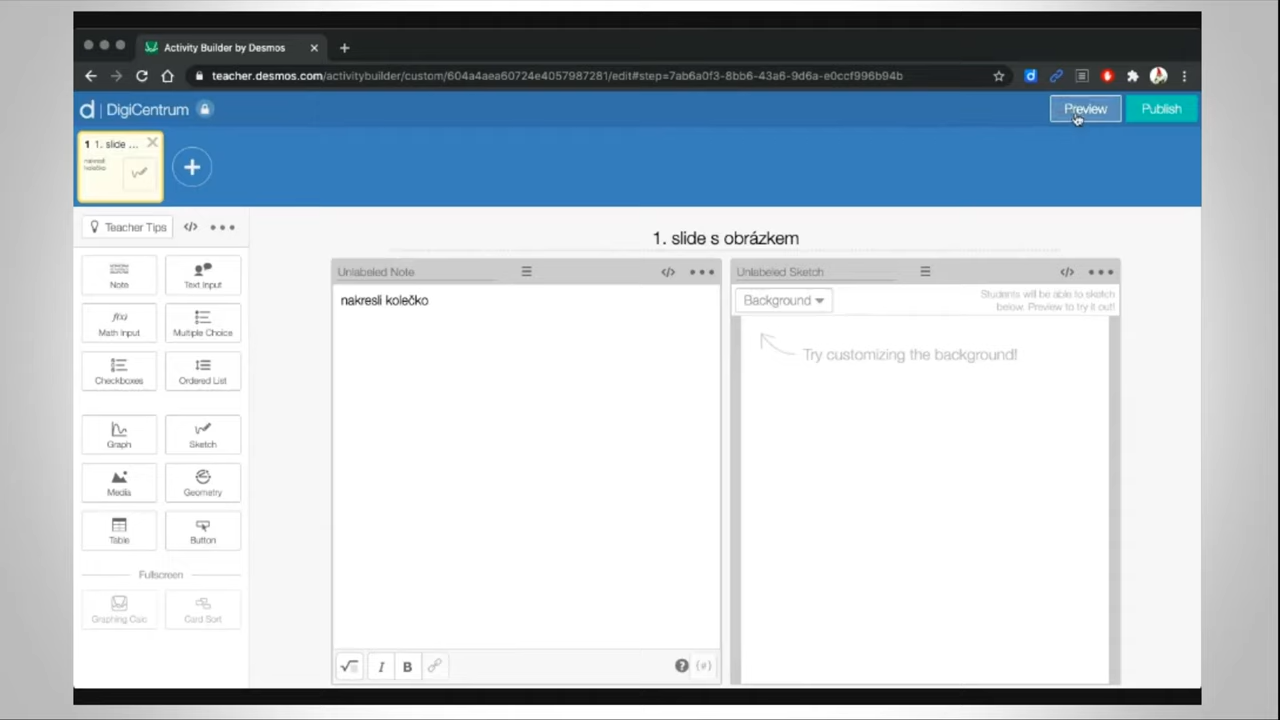 Activity Builder by Desmos
teacher.desmos.com/activitybuilder/custom/604a4aea60724e4057987281/edit#step=7ab6a0f3-8bb6-43a6-9d6a-e0ccf996b94b
d | DigiCentrum
Preview
Publish
1 1. slide ...
nakresli
kolečko
Teacher Tips
1. slide s obrázkem
Note
Text Input
f(x)
Math Input
Multiple Choice
Checkboxes
Ordered List
Graph
Sketch
Media
Geometry
Table
Button
Fullscreen
Graphing Calc
Card Sort
Unlabeled Note
nakresli kolečko
I
B
Unlabeled Sketch
Background
Students will be able to sketch
below. Preview to try it out!
Try customizing the background!